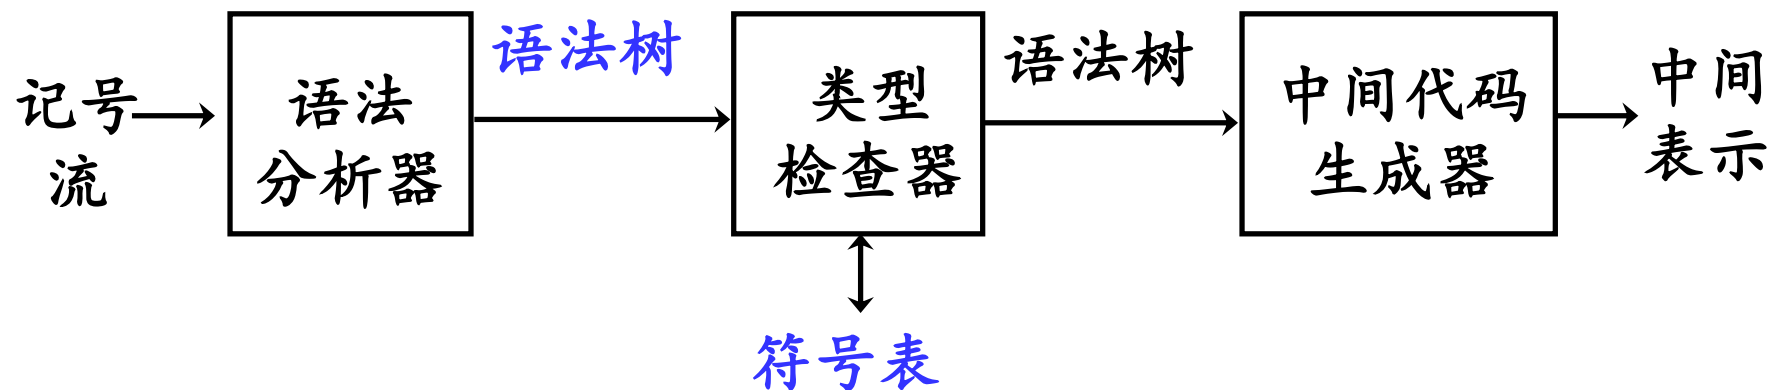 记号
流
语法
分析器
语法树
类型
检查器
语法树
中间代码
生成器
中间
表示
符号表